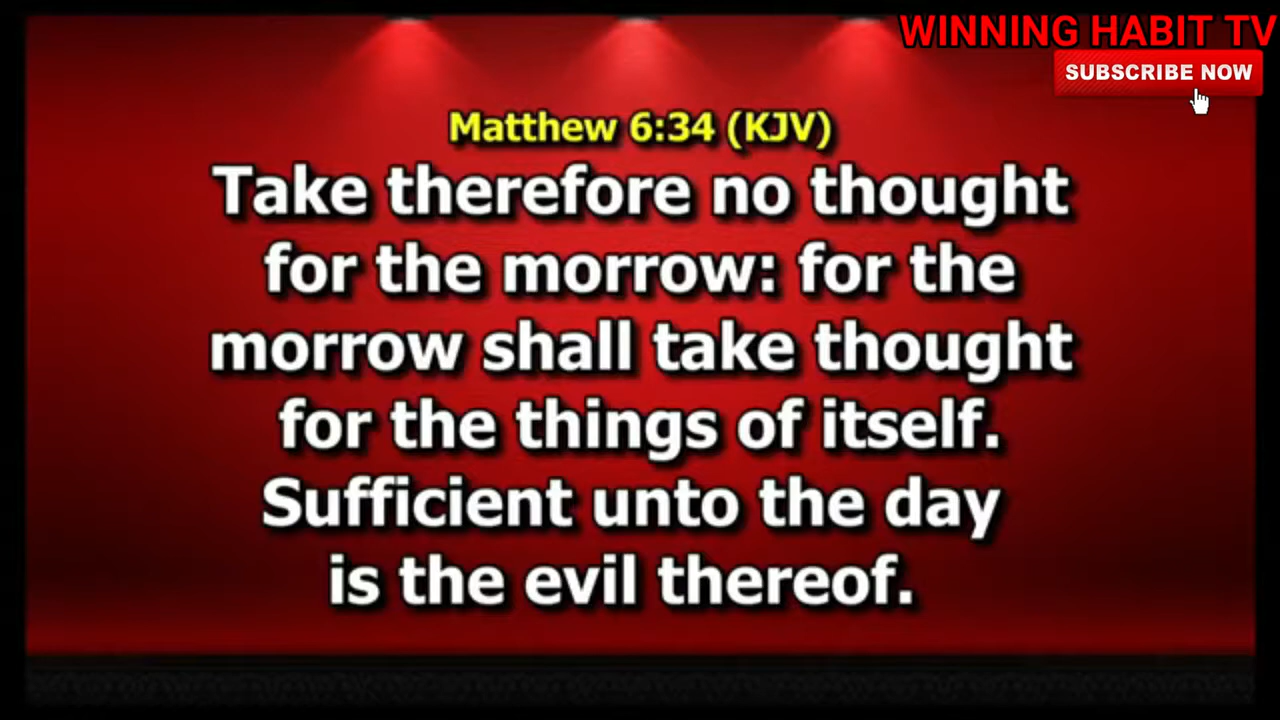 WINNING HABIT TV
SUBSCRIBE NOW
Matthew 6:34 (KJV)
Take therefore no thought
for the morrow: for the
morrow shall take thought
for the things of itself.
Sufficient unto the day
is the evil thereof.